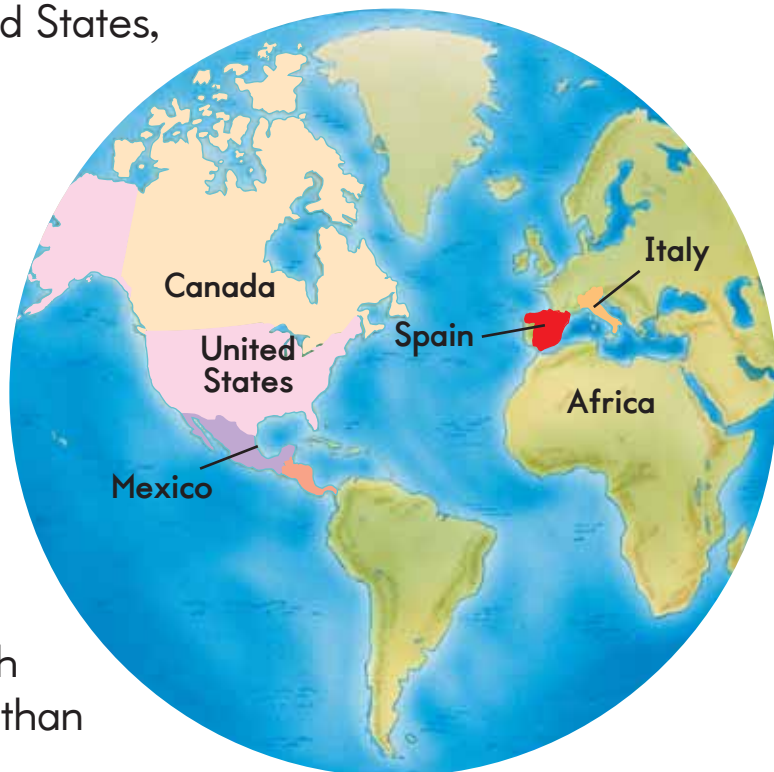 d States,
Italy
Canada
Spain
United
States
Africa
Mexico
h
than